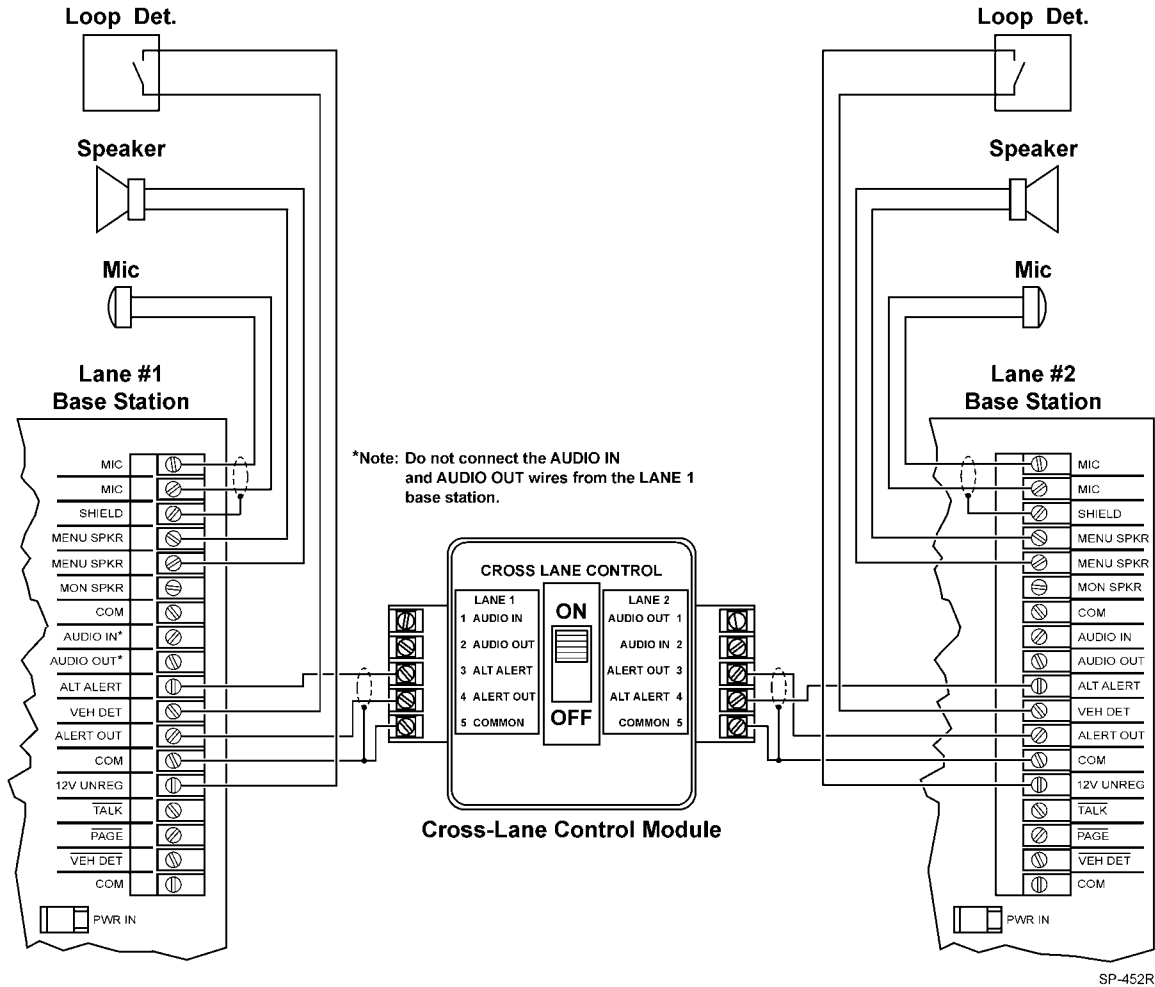 Loop Det.
Loop Det.
Speaker
Speaker
Mic
Mic
Lane #1
Base Station
Lane #2
Base Station
*Note: Do not connect the AUDIO IN
and AUDIO OUT wires from the LANE 1
base station.
MIC
MIC
SHIELD
MENU SPKR
MENU SPKR
MON SPKR
COM
AUDIO IN*
AUDIO OUT*
ALT ALERT
VEH DET
ALERT OUT
COM
12V UNREG
TALK
PAGE
VEH DET
COM
PWR IN
CROSS LANE CONTROL
LANE 1
1 AUDIO IN
2 AUDIO OUT
3 ALT ALERT
4 ALERT OUT
5 COMMON
ON
OFF
LANE 2
AUDIO OUT 1
AUDIO IN 2
ALERT OUT 3
ALT ALERT 4
COMMON 5
Cross-Lane Control Module
MIC
MIC
SHIELD
MENU SPKR
MENU SPKR
MON SPKR
COM
AUDIO IN
AUDIO OUT
ALT ALERT
VEH DET
ALERT OUT
COM
12V UNREG
TALK
PAGE
VEH DET
COM
PWR IN
SP-452R